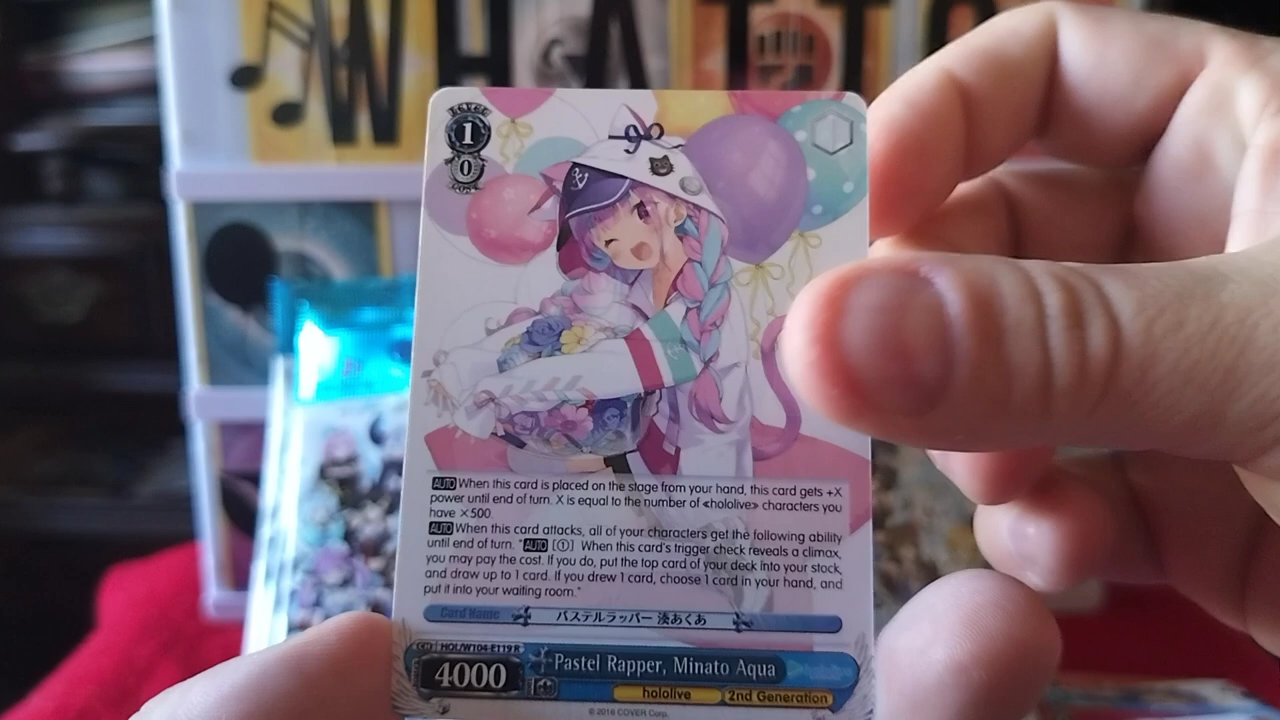 WHATTO
LEVEL
1
0
COST
AUTO When this card is placed on the stage from your hand, this card gets +X
power until end of turn. X is equal to the number of «hololive» characters you
have ×500.
AUTO When this card attacks, all of your characters get the following ability
until end of turn. "AUTO [①] When this card's trigger check reveals a climax,
you may pay the cost. If you do, put the top card of your deck into your stock,
and draw up to 1 card. If you drew 1 card, choose 1 card in your hand, and
put it into your waiting room."
Card Name パステルラッパー 湊あくあ
HOL/W104-E119 R
4000 1 Pastel Rapper, Minato Aqua
hololive 2nd Generation
© 2016 COVER Corp.